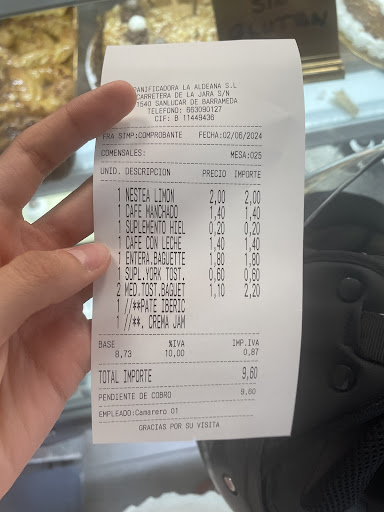 SIN
GLUTEN
PANIFICADORA LA ALDEANA S.L
CARRETERA DE LA JARA S/N
11540 SANLUCAR DE BARRAMEDA
TELEFONO: 663090127
CIF: B 11449436
FRA SIMP:COMPROBANTE FECHA:02/06/2024
COMENSALES: MESA:025
UNID. DESCRIPCION PRECIO IMPORTE
1 NESTEA LIMON 2,00 2,00
1 CAFE MANCHADO 1,40 1,40
1 SUPLEMENTO HIEL 0,20 0,20
1 CAFE CON LECHE 1,40 1,40
1 ENTERA.BAGUETTE 1,80 1,80
1 SUPL.YORK TOST. 0,60 0,60
2 MED.TOST.BAGUET 1,10 2,20
1 //**PATE IBERIC
1 //**. CREMA JAM
BASE %IVA IMP.IVA
8,73 10,00 0,87
TOTAL IMPORTE 9,60
PENDIENTE DE COBRO 9,60
EMPLEADO:Camarero 01
GRACIAS POR SU VISITA